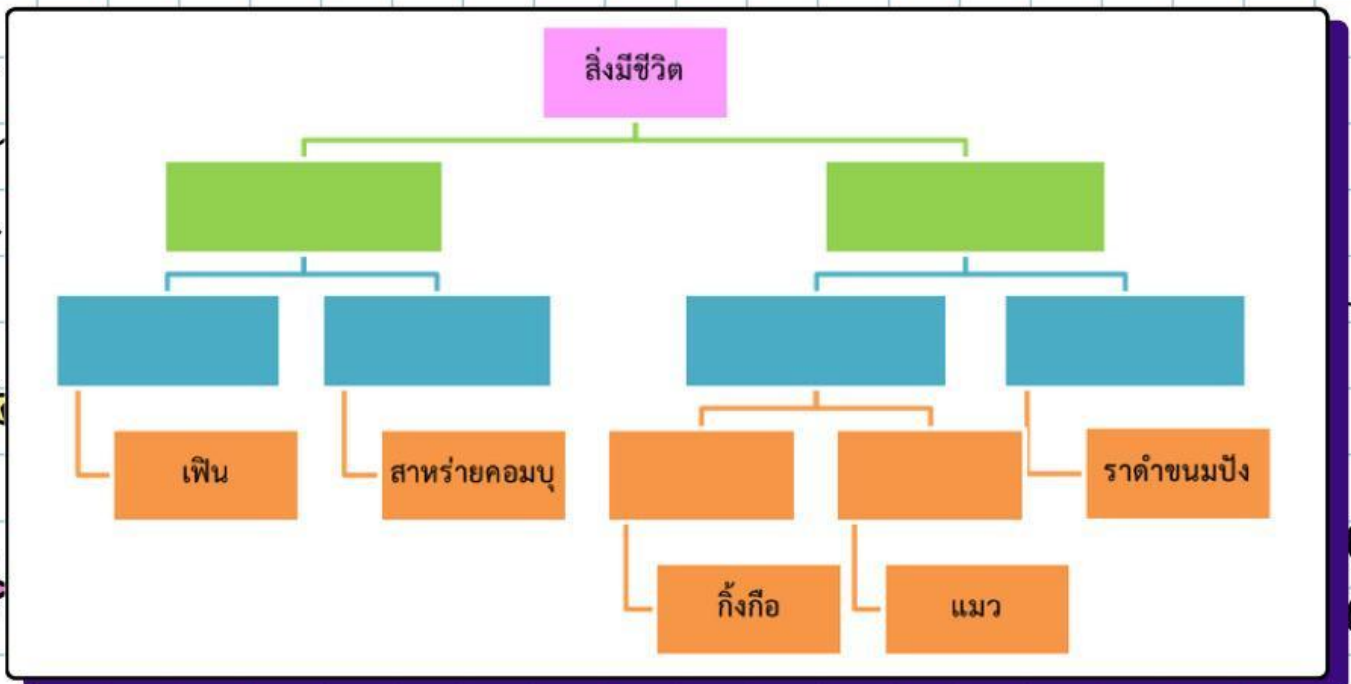 สิ่งมีชีวิต
เฟิน
สาหร่ายคอมบุ
ราดำขนมปัง
กิ้งกือ
แมว